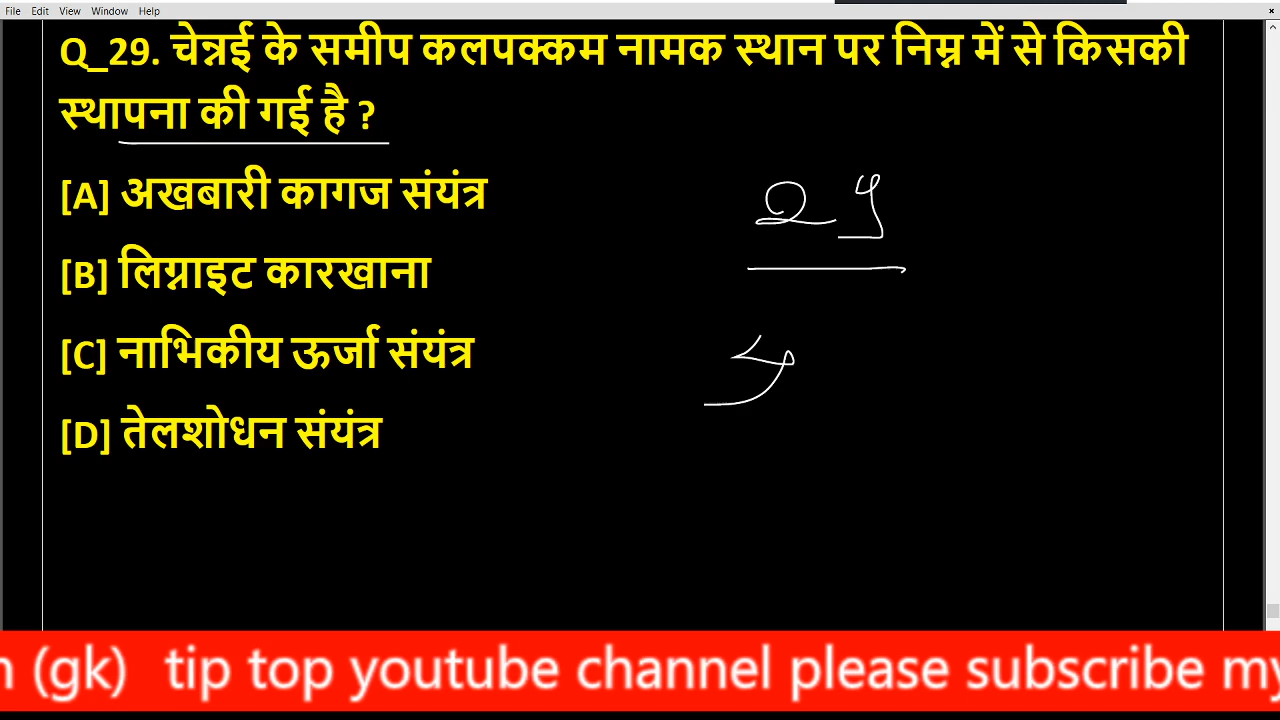 File Edit View Window Help
Q_29. चेन्नई के समीप कलपक्कम नामक स्थान पर निम्न में से किसकी
स्थापना की गई है ?
[A] अखबारी कागज संयंत्र
[B] लिग्नाइट कारखाना
[C] नाभिकीय ऊर्जा संयंत्र
[D] तेलशोधन संयंत्र
(gk) tip top youtube channel please subscribe my